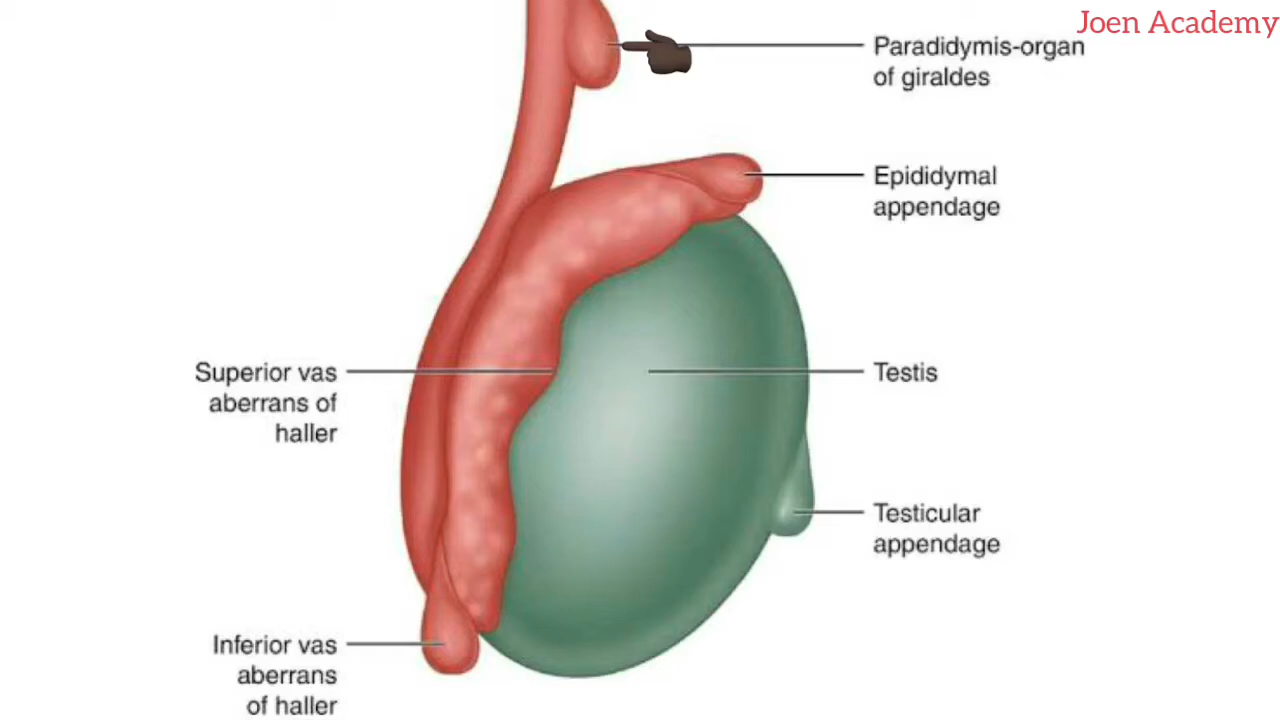 Joen Academy
Paradidymis-organ
of giraldes
Epididymal
appendage
Superior vas
aberrans of
haller
Testis
Testicular
appendage
Inferior vas
aberrans
of haller